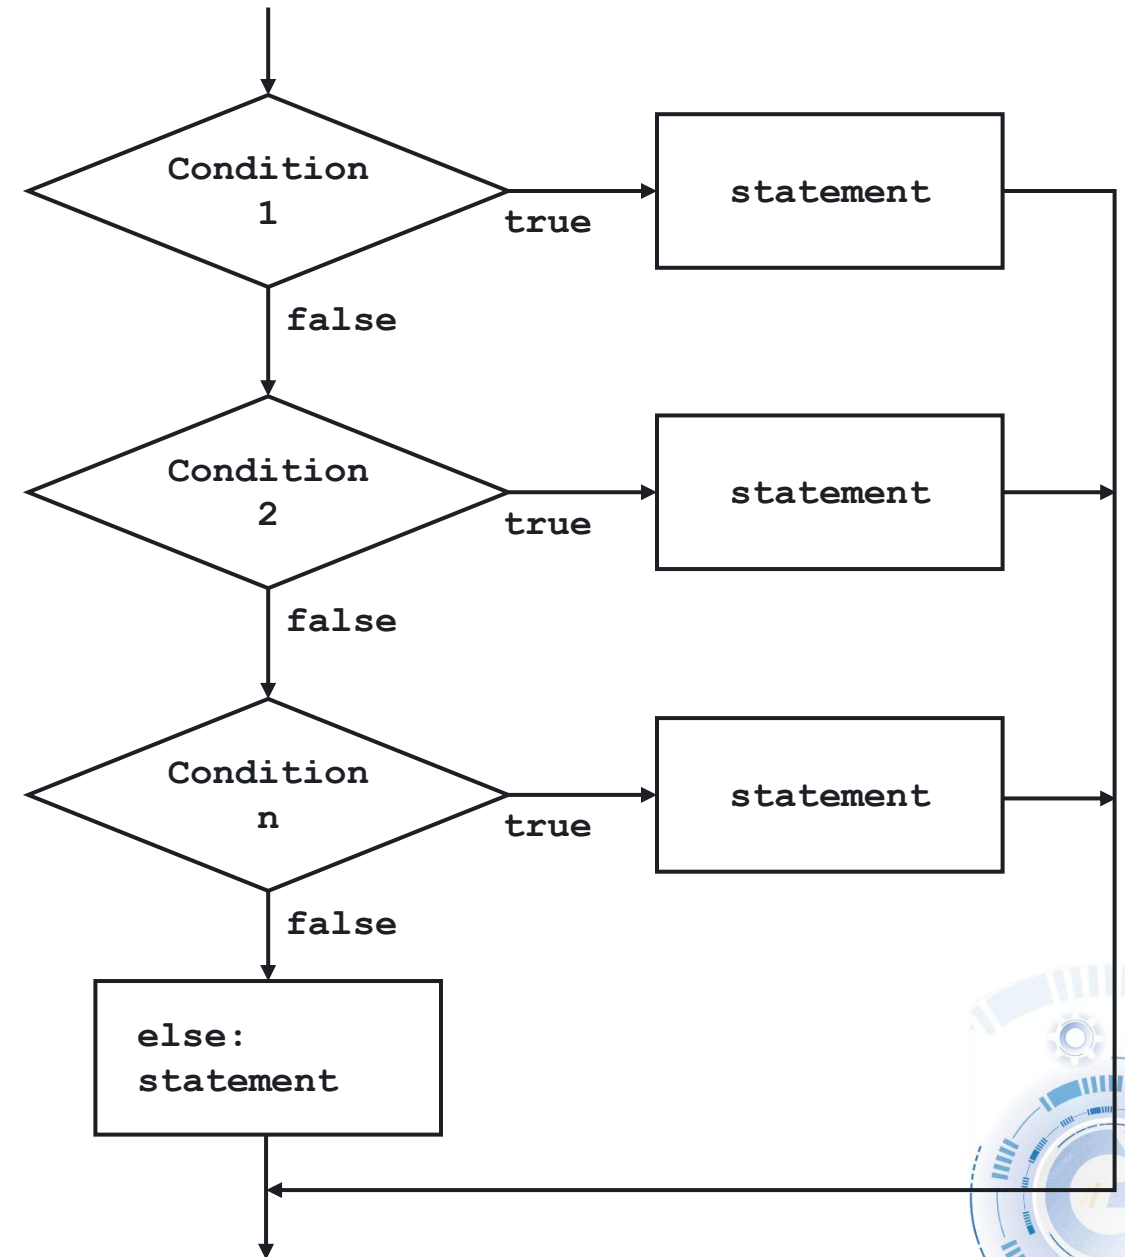 Condition
1
true
statement
false
Condition
2
true
statement
false
Condition
n
true
statement
false
else:
statement